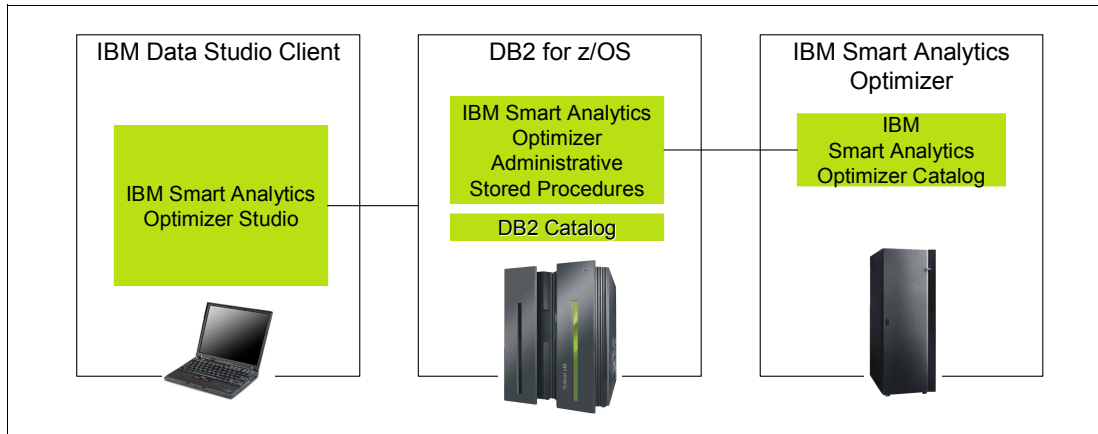 IBM Data Studio Client
IBM Smart Analytics
Optimizer Studio
DB2 for z/OS
IBM Smart Analytics
Optimizer
Administrative
Stored Procedures
DB2 Catalog
IBM Smart Analytics
Optimizer
IBM
Smart Analytics
Optimizer Catalog